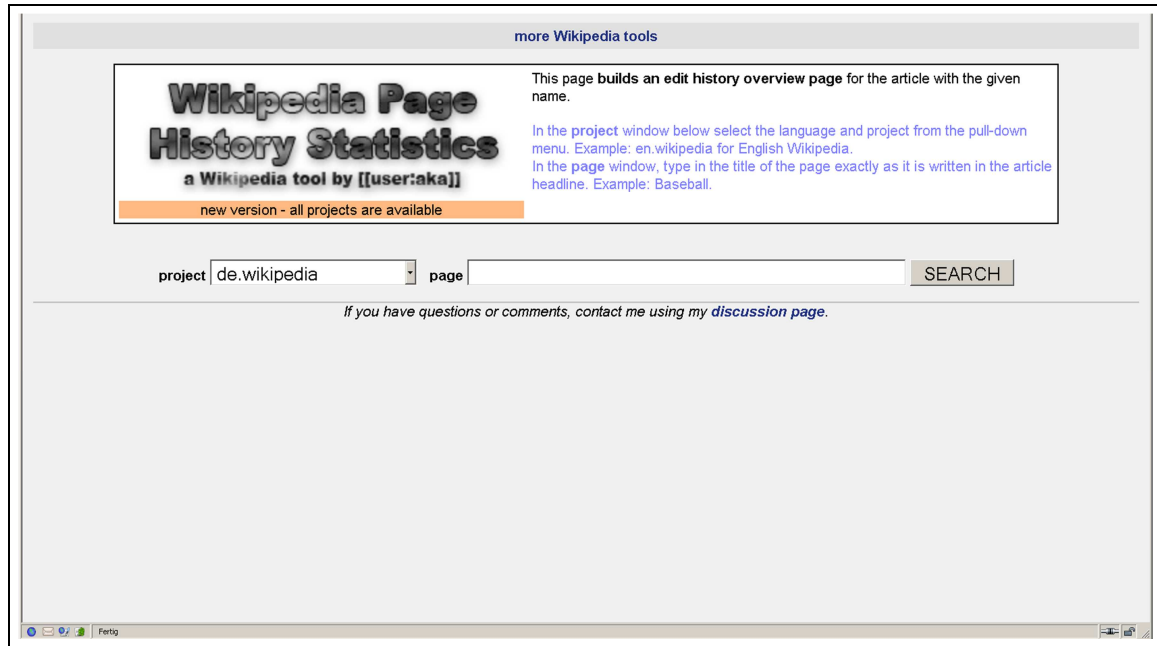 more Wikipedia tools
Wikipedia Page
History Statistics
a Wikipedia tool by [[user:aka]]
new version - all projects are available
This page builds an edit history overview page for the article with the given
name.
In the project window below select the language and project from the pull-down
menu. Example: en.wikipedia for English Wikipedia.
In the page window, type in the title of the page exactly as it is written in the article
headline. Example: Baseball.
project de.wikipedia page SEARCH
If you have questions or comments, contact me using my discussion page.
Fertig